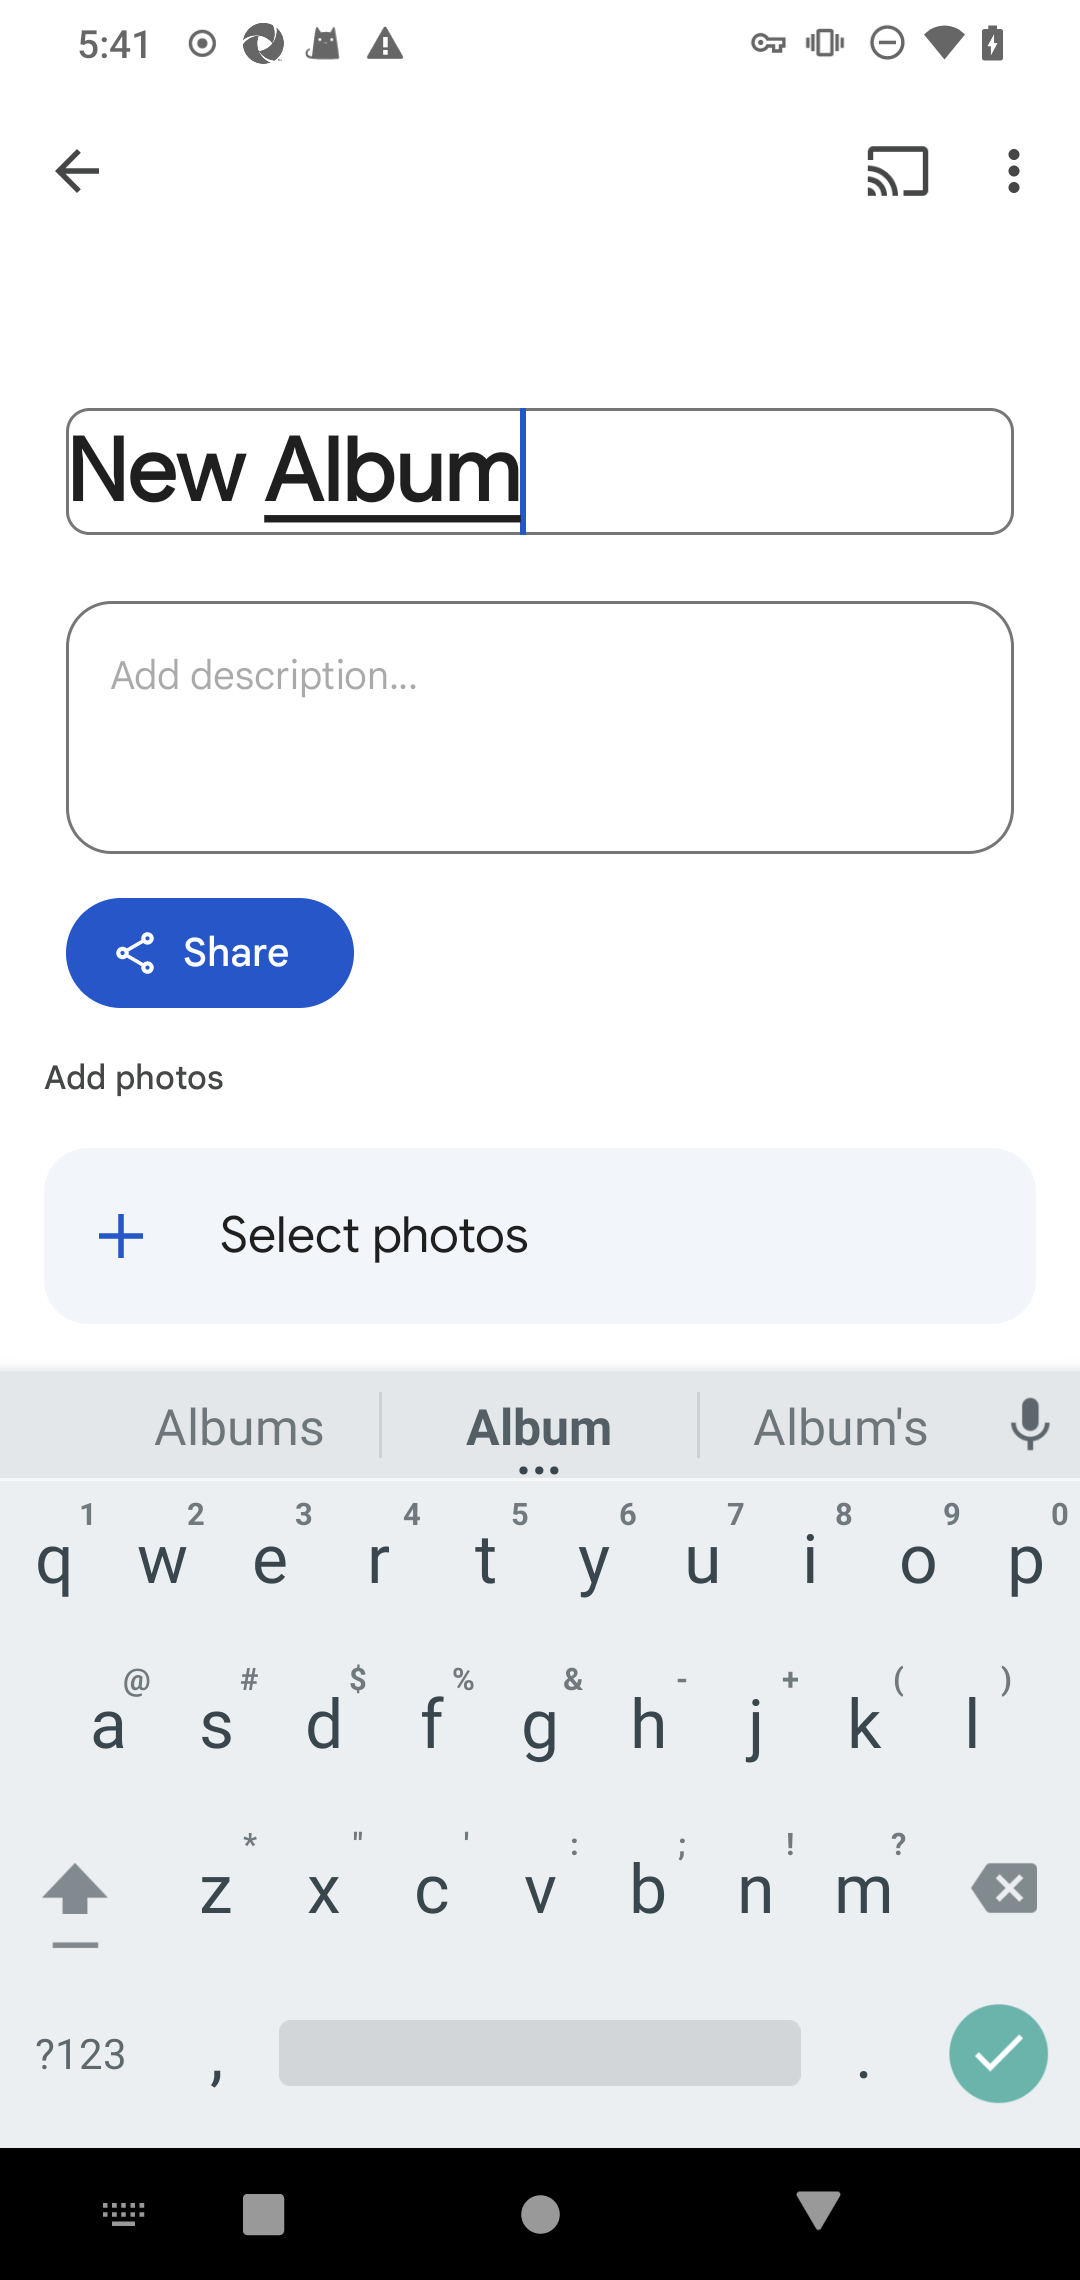 5:41
New Album
Add description...
Share
Add photos
Select photos
Albums Album Album's
1 2 3 4 5 6 7 8 9 0
q w e r t y u i o p
@ # $ % & - + ( )
a s d f g h j k l
* " ' : ; ! ?
z x c v b n m
?123 , .